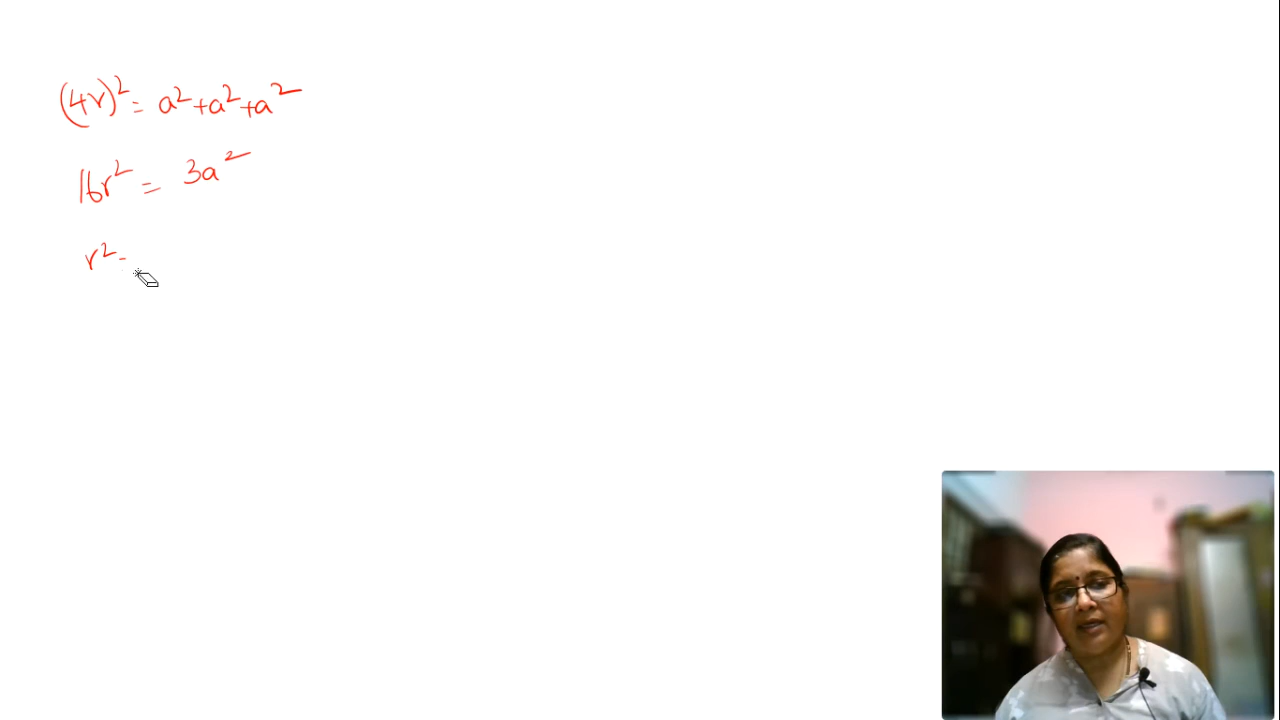 (4r)² = a² + a² + a²
16r² = 3a²
r² -